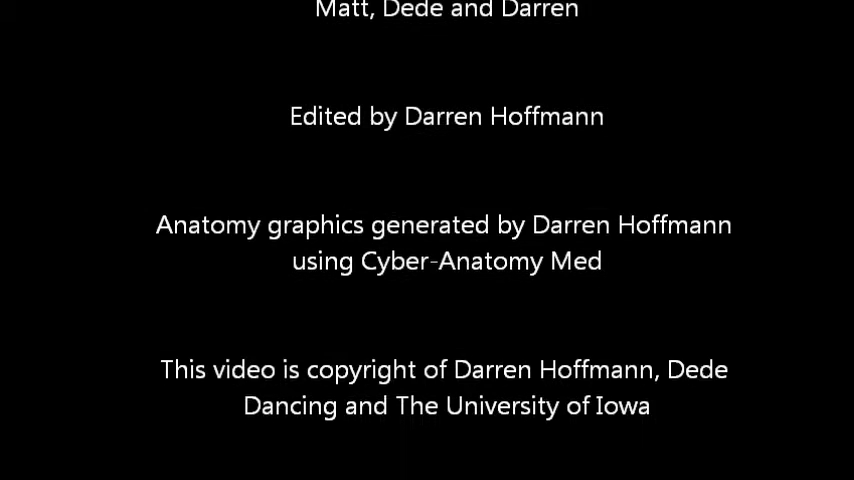 Matt, Dede and Darren
Edited by Darren Hoffmann
Anatomy graphics generated by Darren Hoffmann
using Cyber-Anatomy Med
This video is copyright of Darren Hoffmann, Dede
Dancing and The University of Iowa